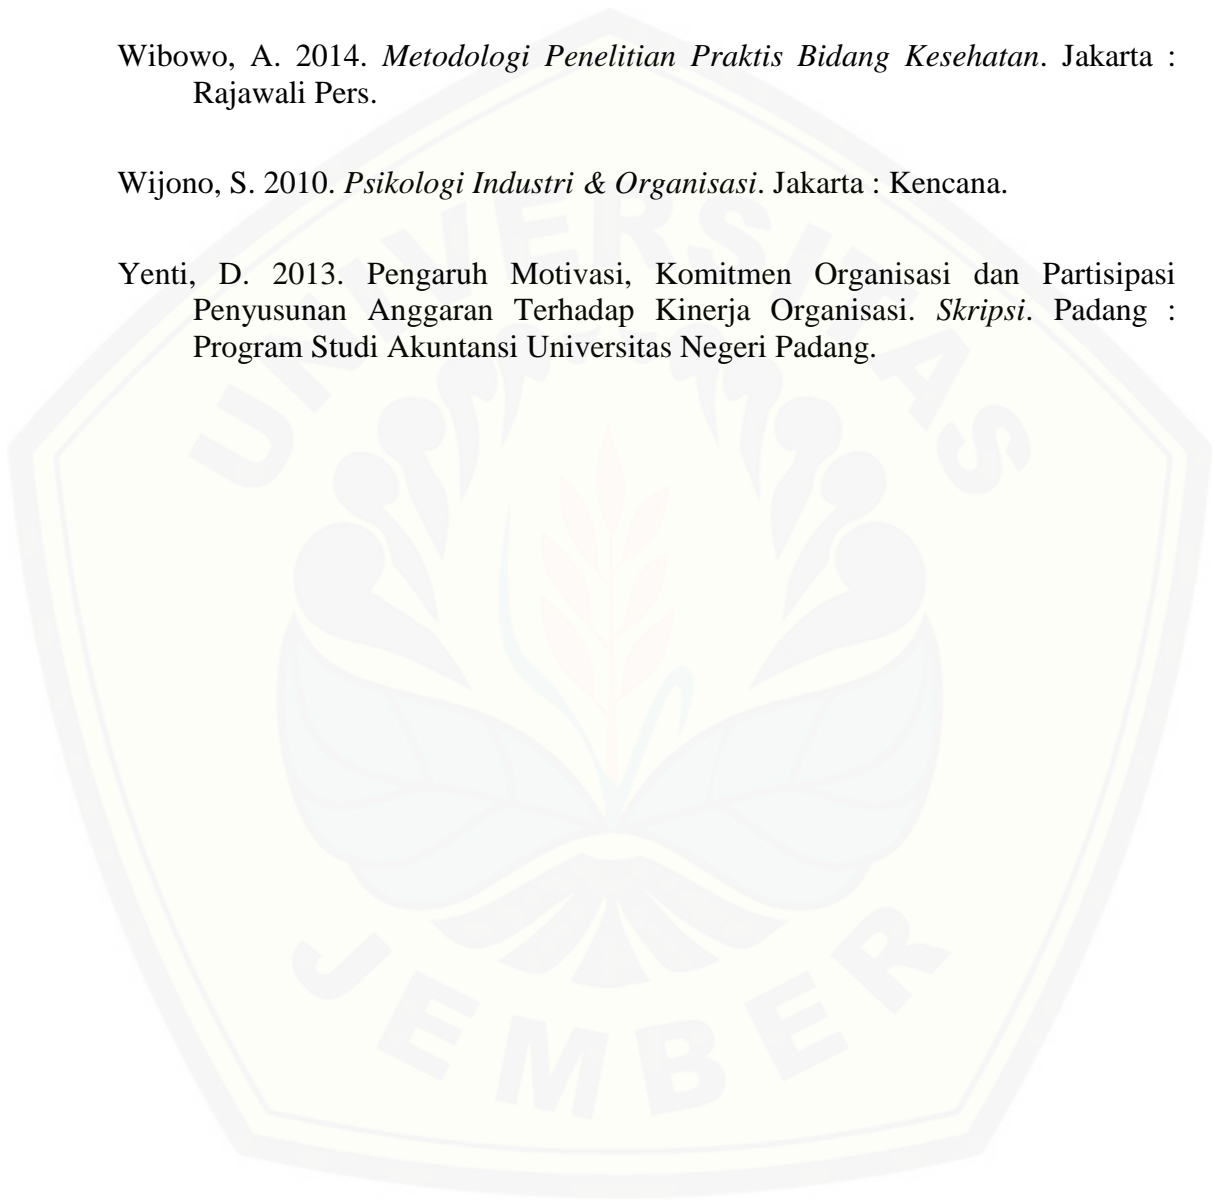 Wibowo, A. 2014. Metodologi Penelitian Praktis Bidang Kesehatan. Jakarta :
Rajawali Pers.
Wijono, S. 2010. Psikologi Industri & Organisasi. Jakarta : Kencana.
Yenti, D. 2013. Pengaruh Motivasi, Komitmen Organisasi dan Partisipasi
Penyusunan Anggaran Terhadap Kinerja Organisasi. Skripsi. Padang :
Program Studi Akuntansi Universitas Negeri Padang.
UNIVERSITAS
JEMBER